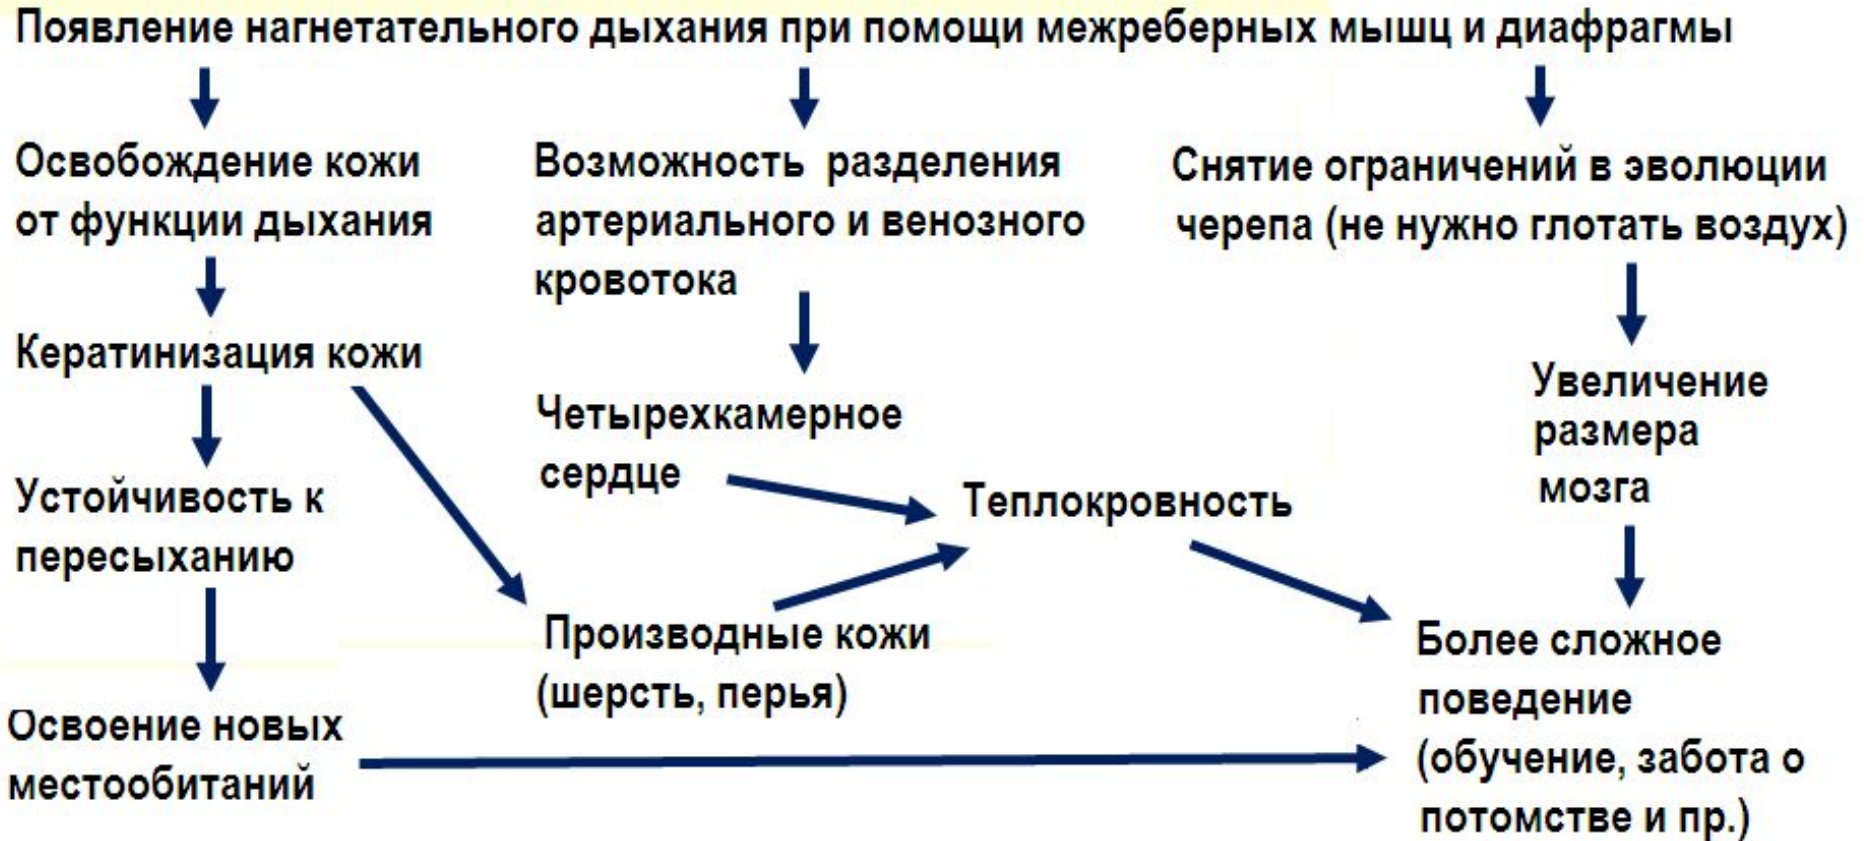 Появление нагнетательного дыхания при помощи межреберных мышц и диафрагмы
Освобождение кожи
от функции дыхания
Возможность разделения
артериального и венозного
кровотока
Снятие ограничений в эволюции
черепа (не нужно глотать воздух)
Кератинизация кожи
Четырехкамерное
сердце
Увеличение
размера
мозга
Устойчивость к
пересыханию
Теплокровность
Производные кожи
(шерсть, перья)
Более сложное
поведение
(обучение, забота о
потомстве и пр.)
Освоение новых
местообитаний